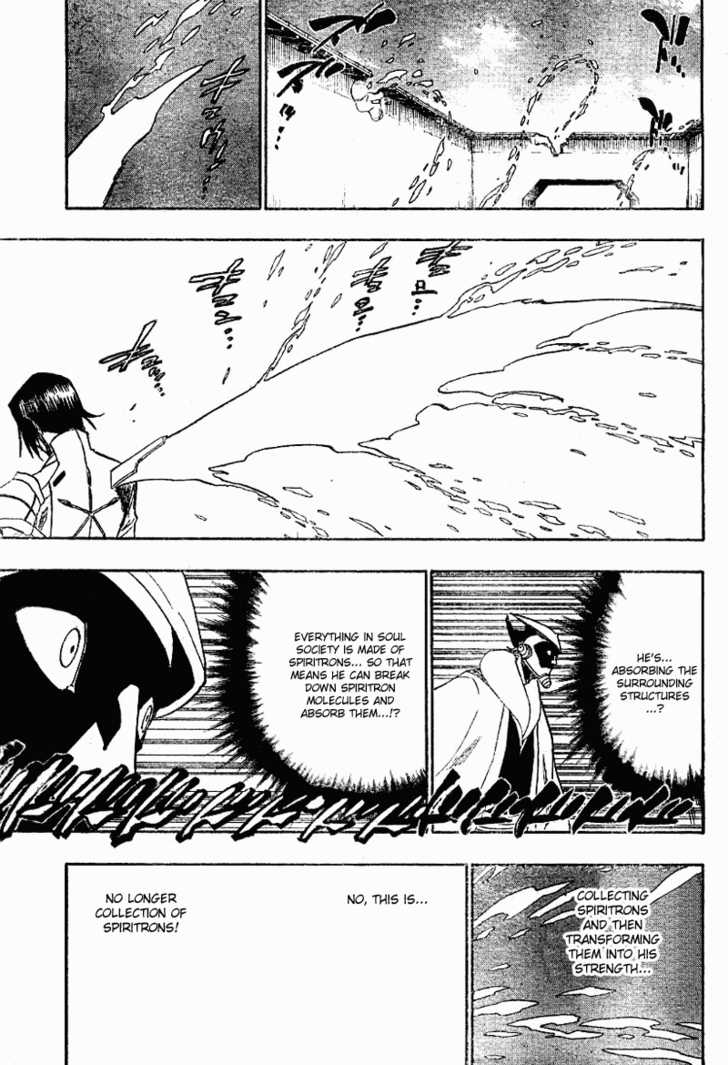 HE'S...
ABSORBING THE
SURROUNDING
STRUCTURES
...?
EVERYTHING IN SOUL
SOCIETY IS MADE OF
SPIRITRONS... SO THAT
MEANS HE CAN BREAK
DOWN SPIRITRON
MOLECULES AND
ABSORB THEM...!?
COLLECTING
SPIRITRONS
AND THEN
TRANSFORMING
THEM INTO HIS
STRENGTH...
NO, THIS IS...
NO LONGER
COLLECTION OF
SPIRITRONS!